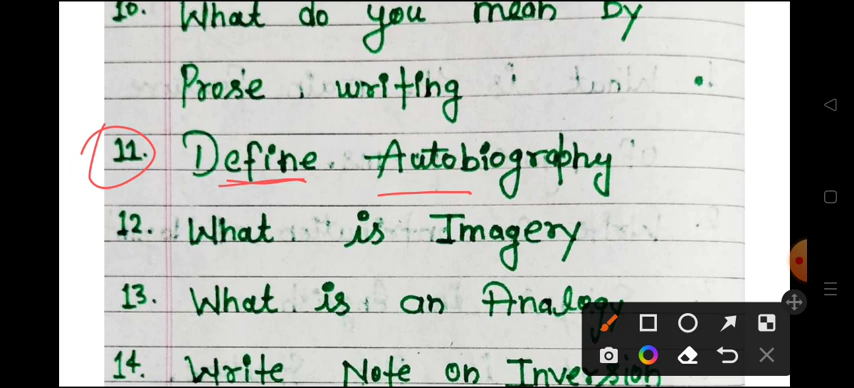 10. What do you mean by
Prose writing
11. Define Autobiography
12. What is Imagery
13. What is an Analogy
14. Write Note on Inversion